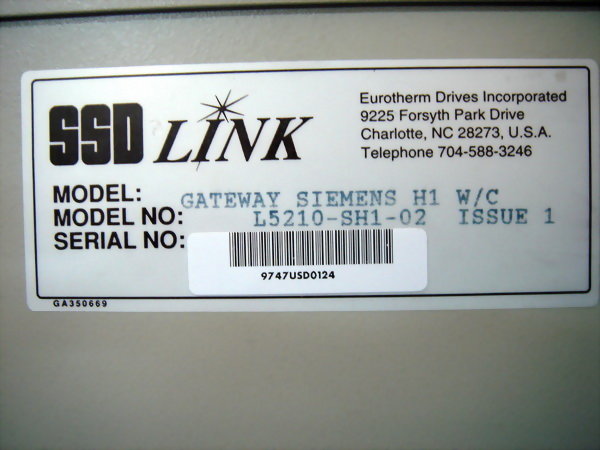 SSD LINK
Eurotherm Drives Incorporated
9225 Forsyth Park Drive
Charlotte, NC 28273, U.S.A.
Telephone 704-588-3246
MODEL: GATEWAY SIEMENS H1 W/C
MODEL NO: L5210-SH1-02 ISSUE 1
SERIAL NO:
9747USD0124
GA350669